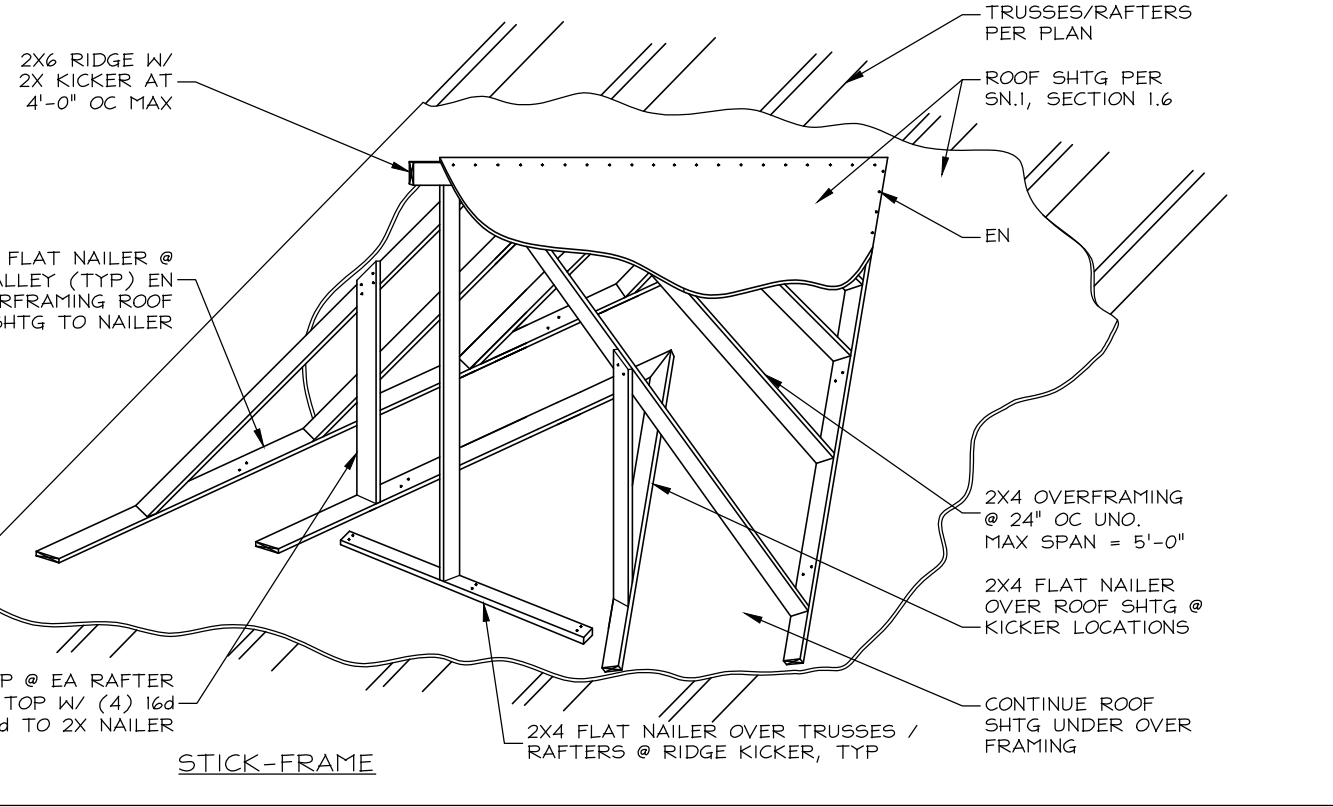 2X6 RIDGE W/
2X KICKER AT
4'-0" OC MAX
TRUSSES/RAFTERS
PER PLAN
ROOF SHTG PER
SN.1, SECTION 1.6
EN
FLAT NAILER @
ALLEY (TYP) EN
RFRAMING ROOF
SHTG TO NAILER
2X4 OVERFRAMING
@ 24" OC UNO.
MAX SPAN = 5'-0"
2X4 FLAT NAILER
OVER ROOF SHTG @
KICKER LOCATIONS
CONTINUE ROOF
SHTG UNDER OVER
FRAMING
P @ EA RAFTER
TOP W/ (4) 16d
d TO 2X NAILER
2X4 FLAT NAILER OVER TRUSSES /
RAFTERS @ RIDGE KICKER, TYP
STICK-FRAME